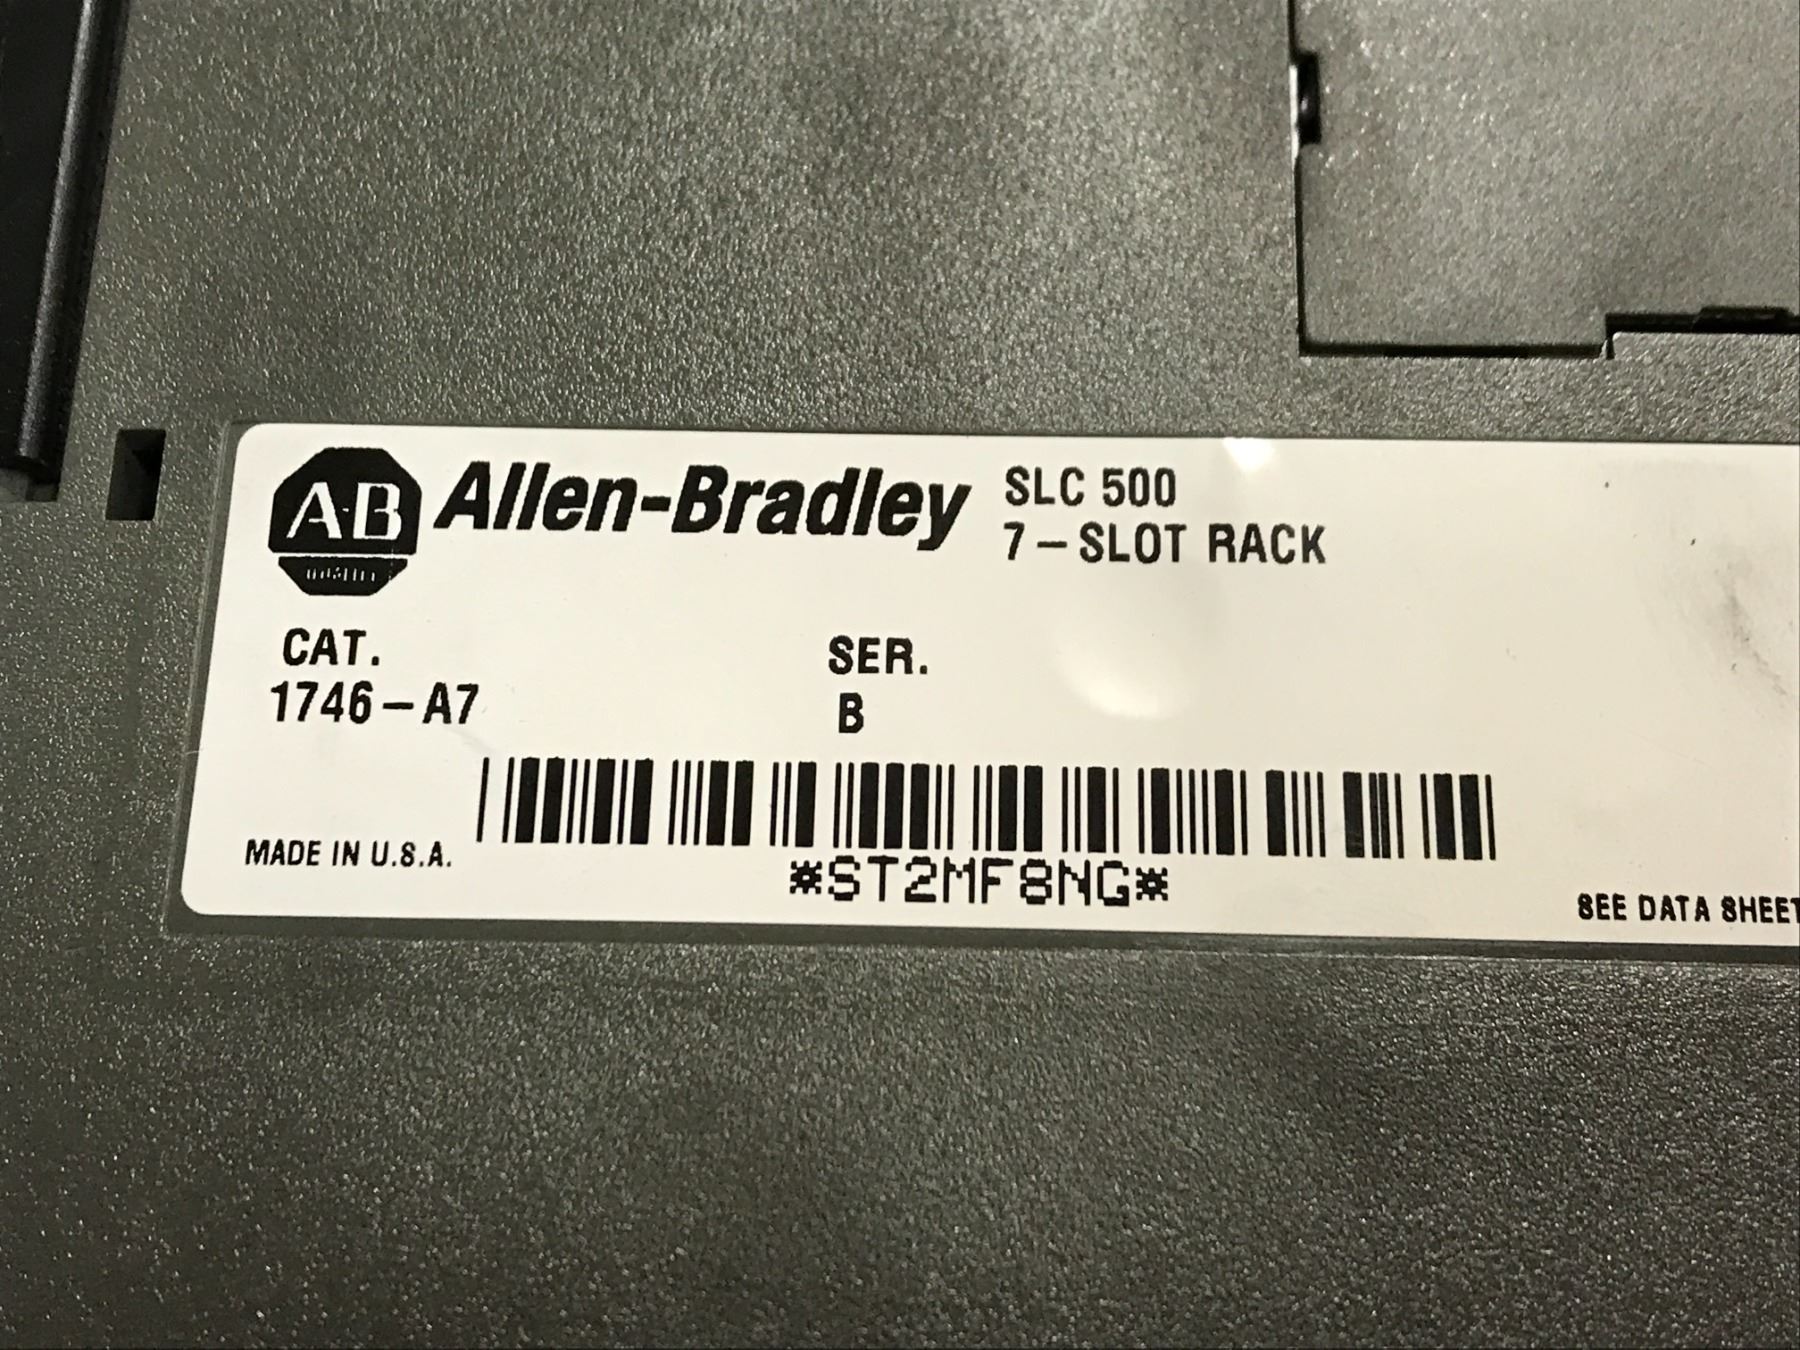 A-B
Allen-Bradley
SLC 500
7-SLOT RACK
CAT.
SER.
1746-A7
B
MADE IN U.S.A.
*ST2MF8NG*
SEE DATA SHEET